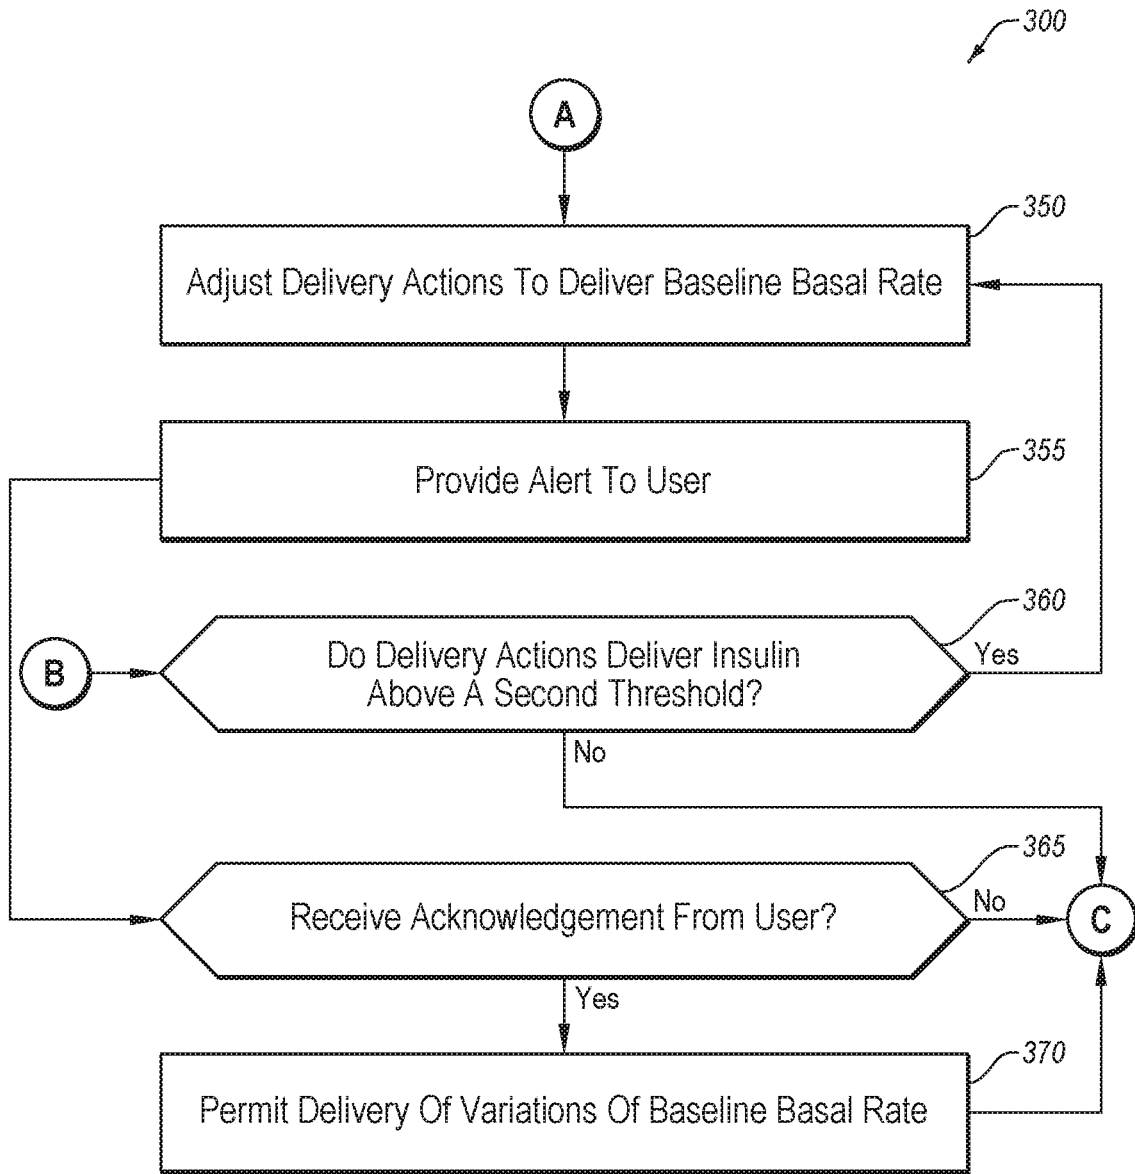 300
A
350
Adjust Delivery Actions To Deliver Baseline Basal Rate
355
Provide Alert To User
360
B
Do Delivery Actions Deliver Insulin
Above A Second Threshold?
Yes
No
365
Receive Acknowledgement From User?
No
C
Yes
370
Permit Delivery Of Variations Of Baseline Basal Rate